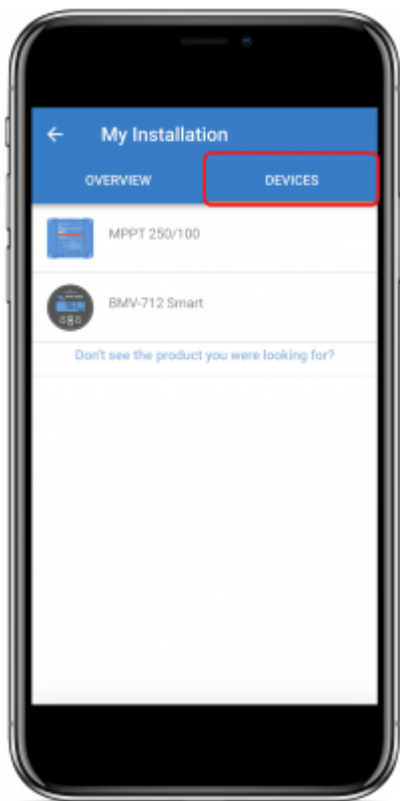 My Installation
OVERVIEW
DEVICES
MPPT 250/100
BMV-712 Smart
Don't see the product you were looking for?